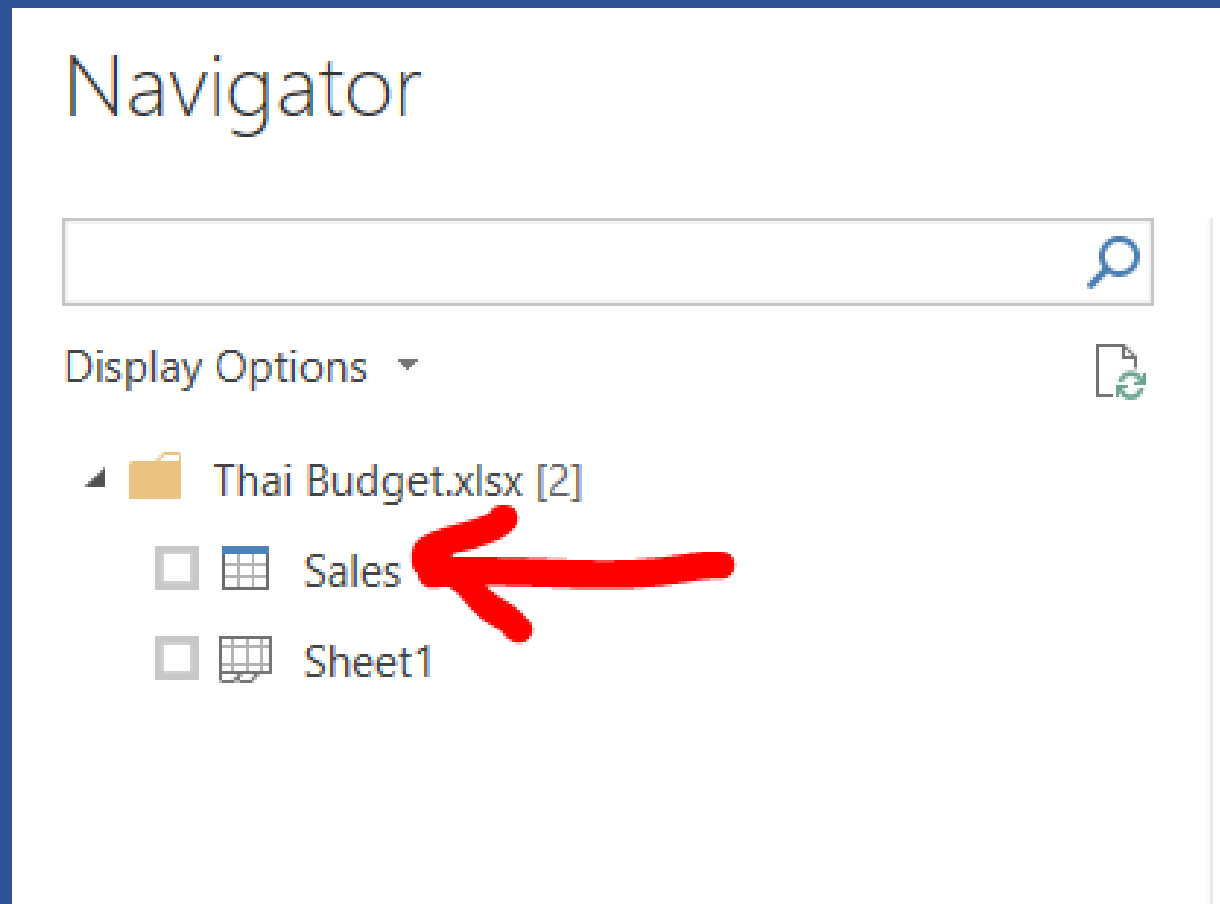 Navigator
Display Options
Thai Budget.xlsx [2]
Sales
Sheet1